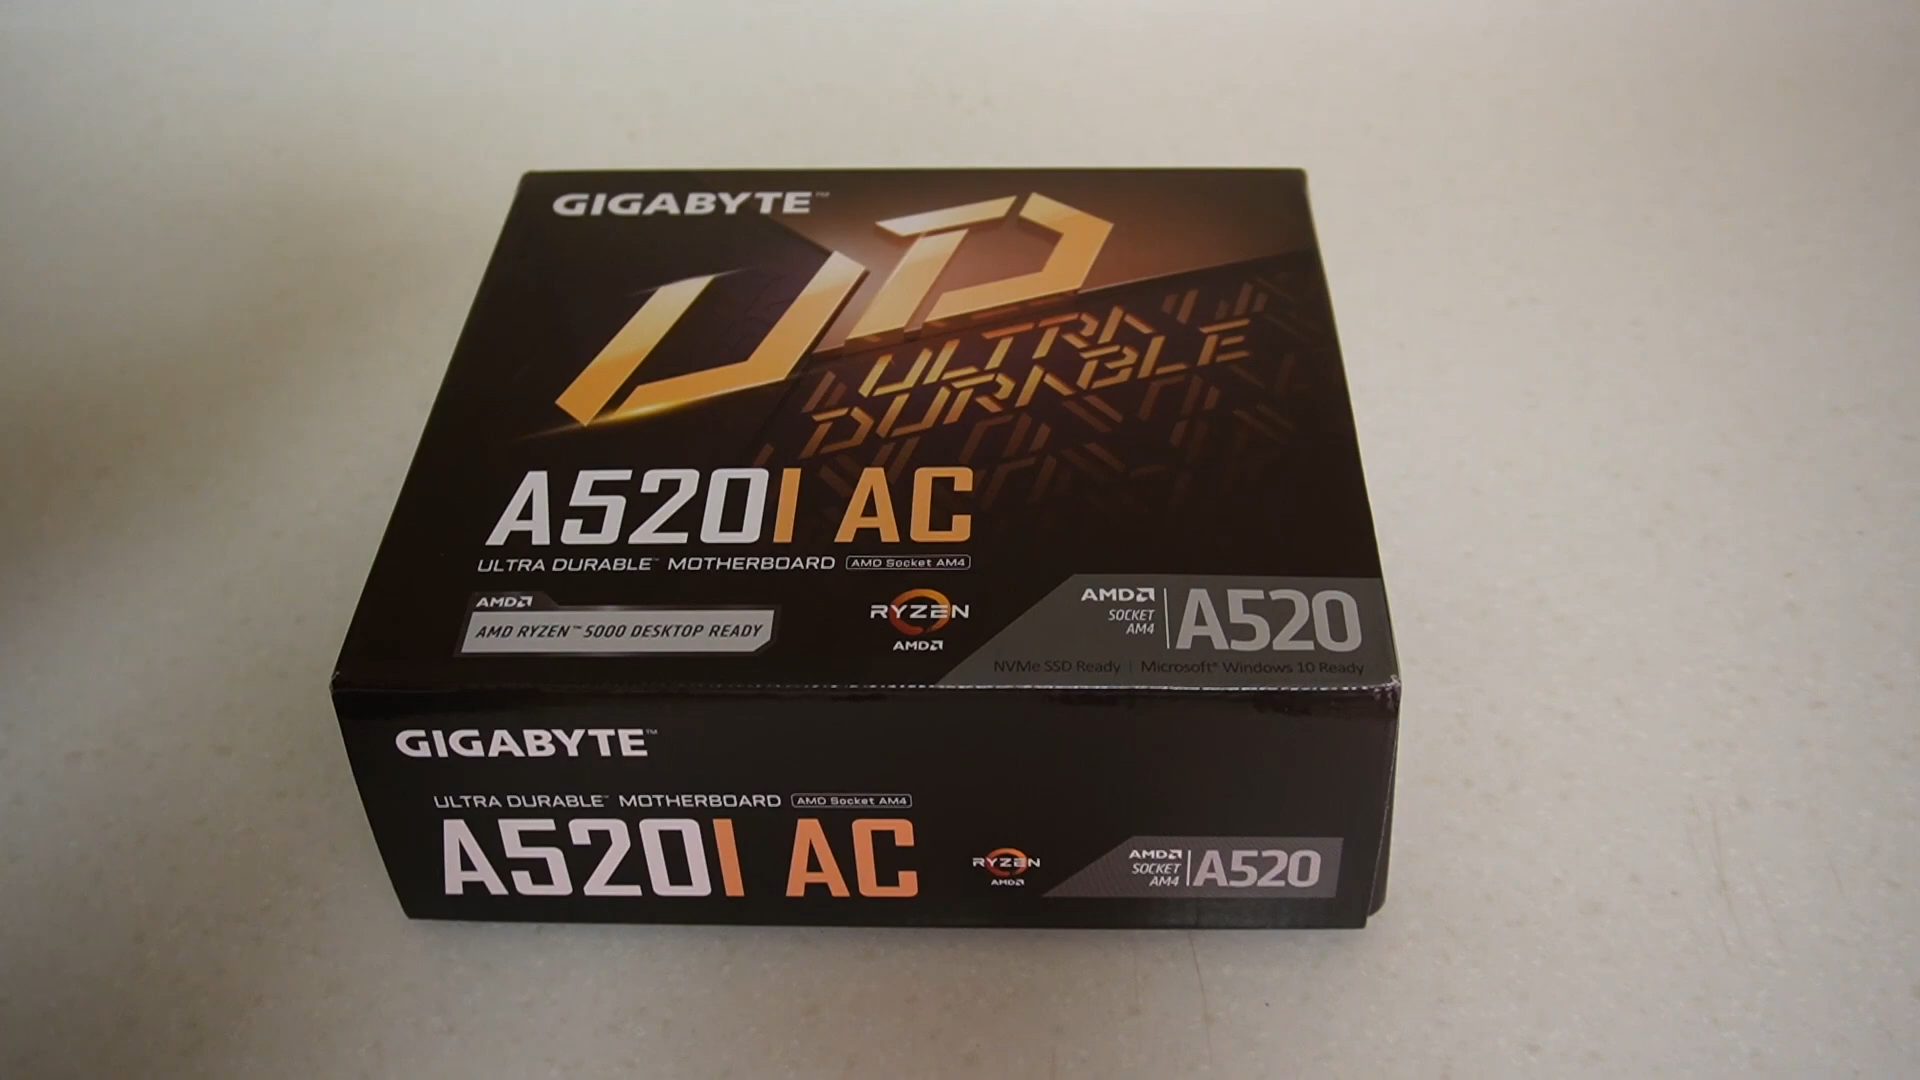 GIGABYTE™
UD
ULTRA
DURABLE
A520I AC
ULTRA DURABLE™ MOTHERBOARD AMD Socket AM4
AMD
AMD RYZEN™ 5000 DESKTOP READY
RYZEN
AMD
AMD
SOCKET
AM4
A520
NVMe SSD Ready | Microsoft® Windows 10 Ready
GIGABYTE™
ULTRA DURABLE™ MOTHERBOARD AMD Socket AM4
A520I AC
RYZEN
AMD
AMD
SOCKET
AM4
A520